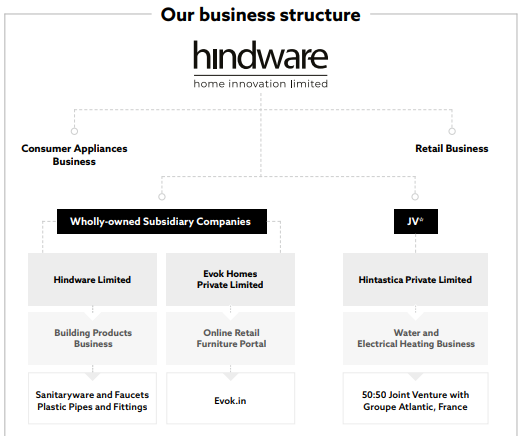 Our business structure
hindware
home innovation limited
Consumer Appliances
Business
Retail Business
Wholly-owned Subsidiary Companies
JV*
Hindware Limited
Evok Homes
Private Limited
Hintastica Private Limited
Building Products
Business
Online Retail
Furniture Portal
Water and
Electrical Heating Business
Sanitaryware and Faucets
Plastic Pipes and Fittings
Evok.in
50:50 Joint Venture with
Groupe Atlantic, France